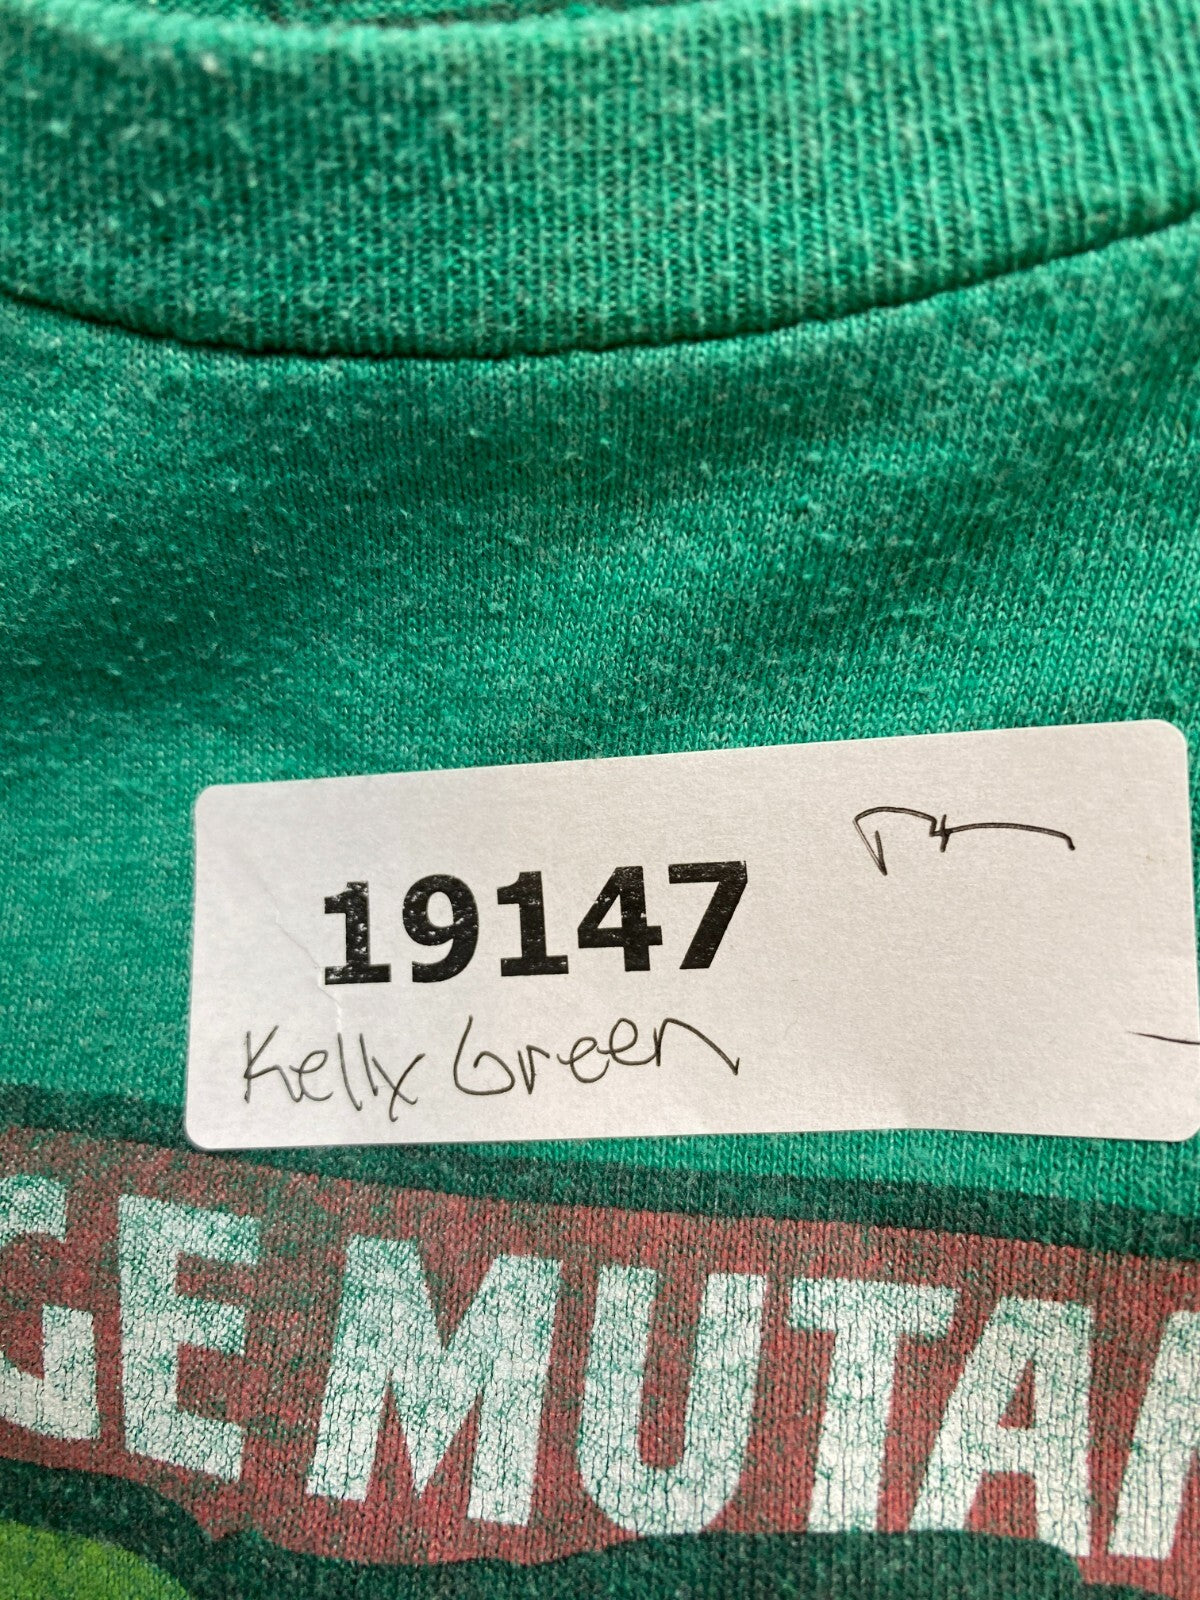 19147
Kelly Green
GE MUTA